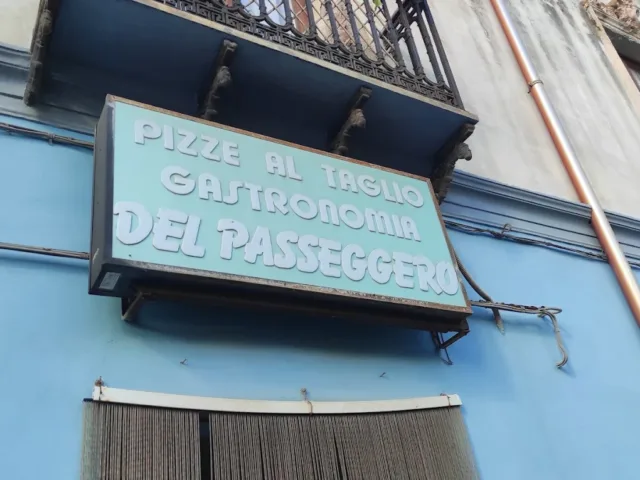 PIZZE AL TAGLIO
GASTRONOMIA
DEL PASSEGGERO